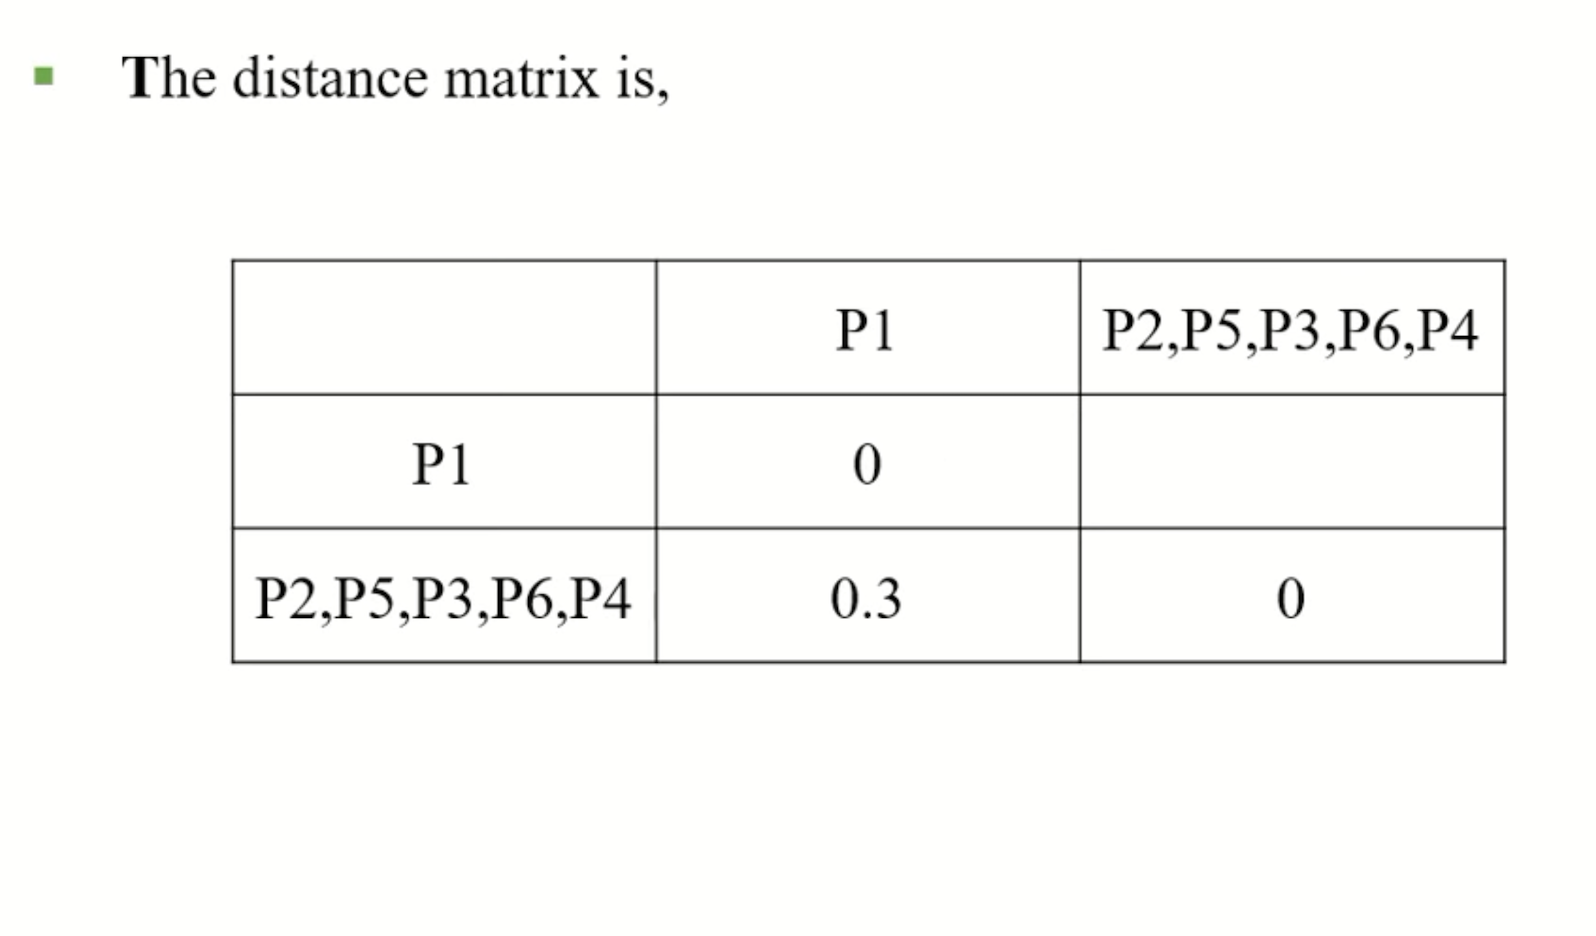 The distance matrix is,
P1 P2,P5,P3,P6,P4
P1 0
P2,P5,P3,P6,P4 0.3 0